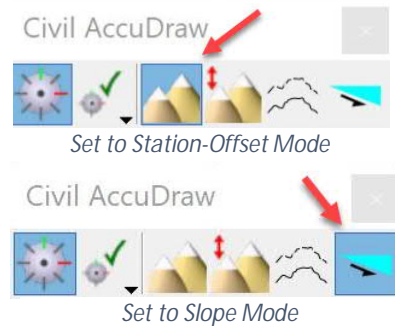 Civil AccuDraw
Set to Station-Offset Mode
Civil AccuDraw
Set to Slope Mode